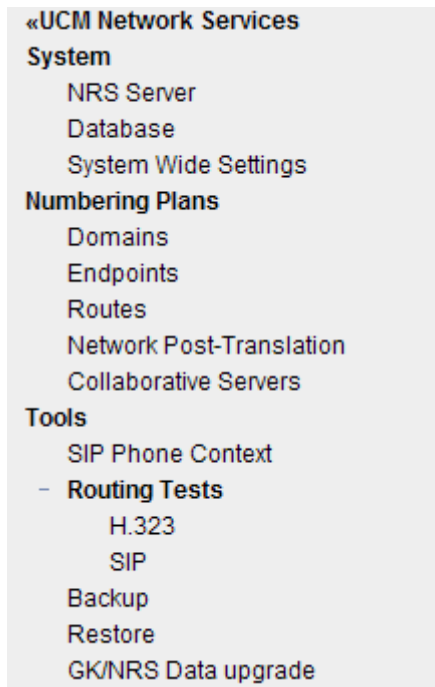 «UCM Network Services
System
NRS Server
Database
System Wide Settings
Numbering Plans
Domains
Endpoints
Routes
Network Post-Translation
Collaborative Servers
Tools
SIP Phone Context
- Routing Tests
H.323
SIP
Backup
Restore
GK/NRS Data upgrade